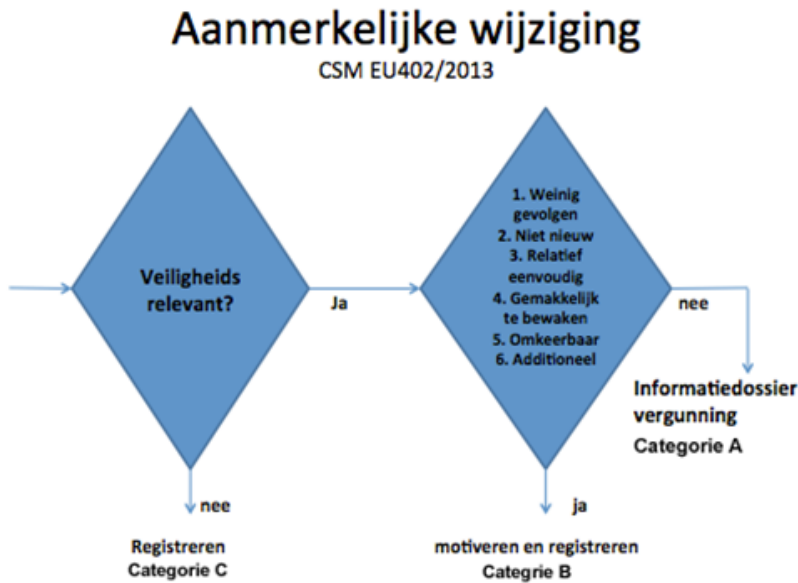 Aanmerkelijke wijziging
CSM EU402/2013
Veiligheids
relevant?
Ja
nee
Registreren
Categorie C
1. Weinig
gevolgen
2. Niet nieuw
3. Relatief
eenvoudig
4. Gemakkelijk
te bewaken
5. Omkeerbaar
6. Additioneel
nee
Informatiedossier
vergunning
Categorie A
ja
motiveren en registreren
Categrie B